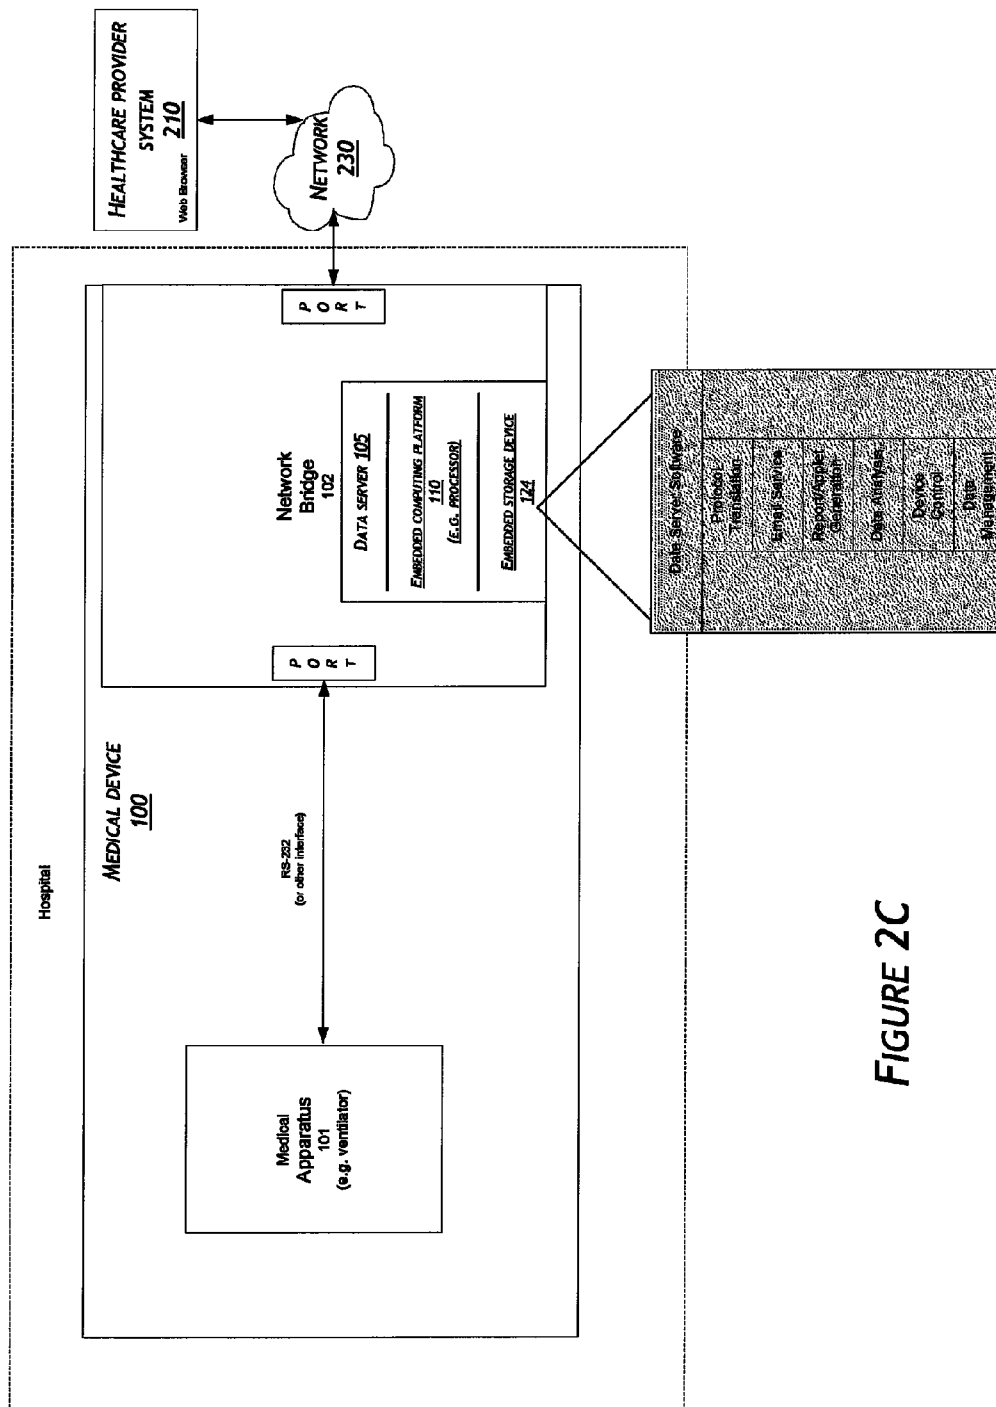 Hospital
MEDICAL DEVICE
100
Medical
Apparatus
101
(e.g. ventilator)
RS-232
(or other interface)
P
O
R
T
Network
Bridge
102
DATA SERVER 105
EMBEDDED COMPUTING PLATFORM
110
(E.G. PROCESSOR)
EMBEDDED STORAGE DEVICE
124
P
O
R
T
HEALTHCARE PROVIDER
SYSTEM
210
Web Browser
NETWORK
230
Data Server Software
Protocol
Translation
Email Service
Report/Applet
Generation
Data Analysis
Device
Control
Data
Management
FIGURE 2C